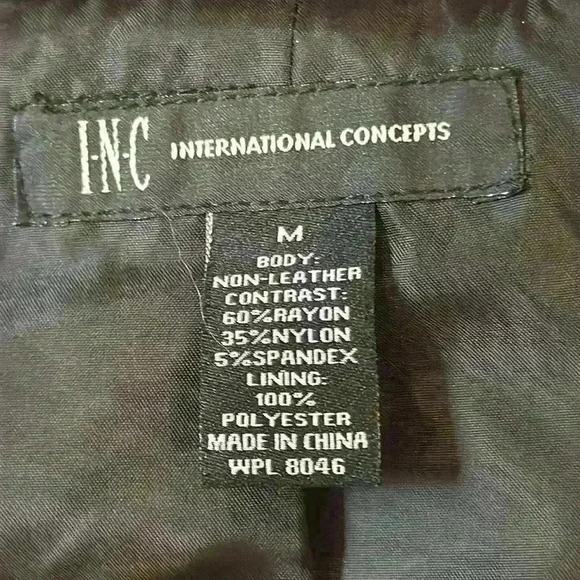 I·N·C INTERNATIONAL CONCEPTS
M
BODY:
NON-LEATHER
CONTRAST:
60%RAYON
35%NYLON
5%SPANDEX
LINING:
100%
POLYESTER
MADE IN CHINA
WPL 8046